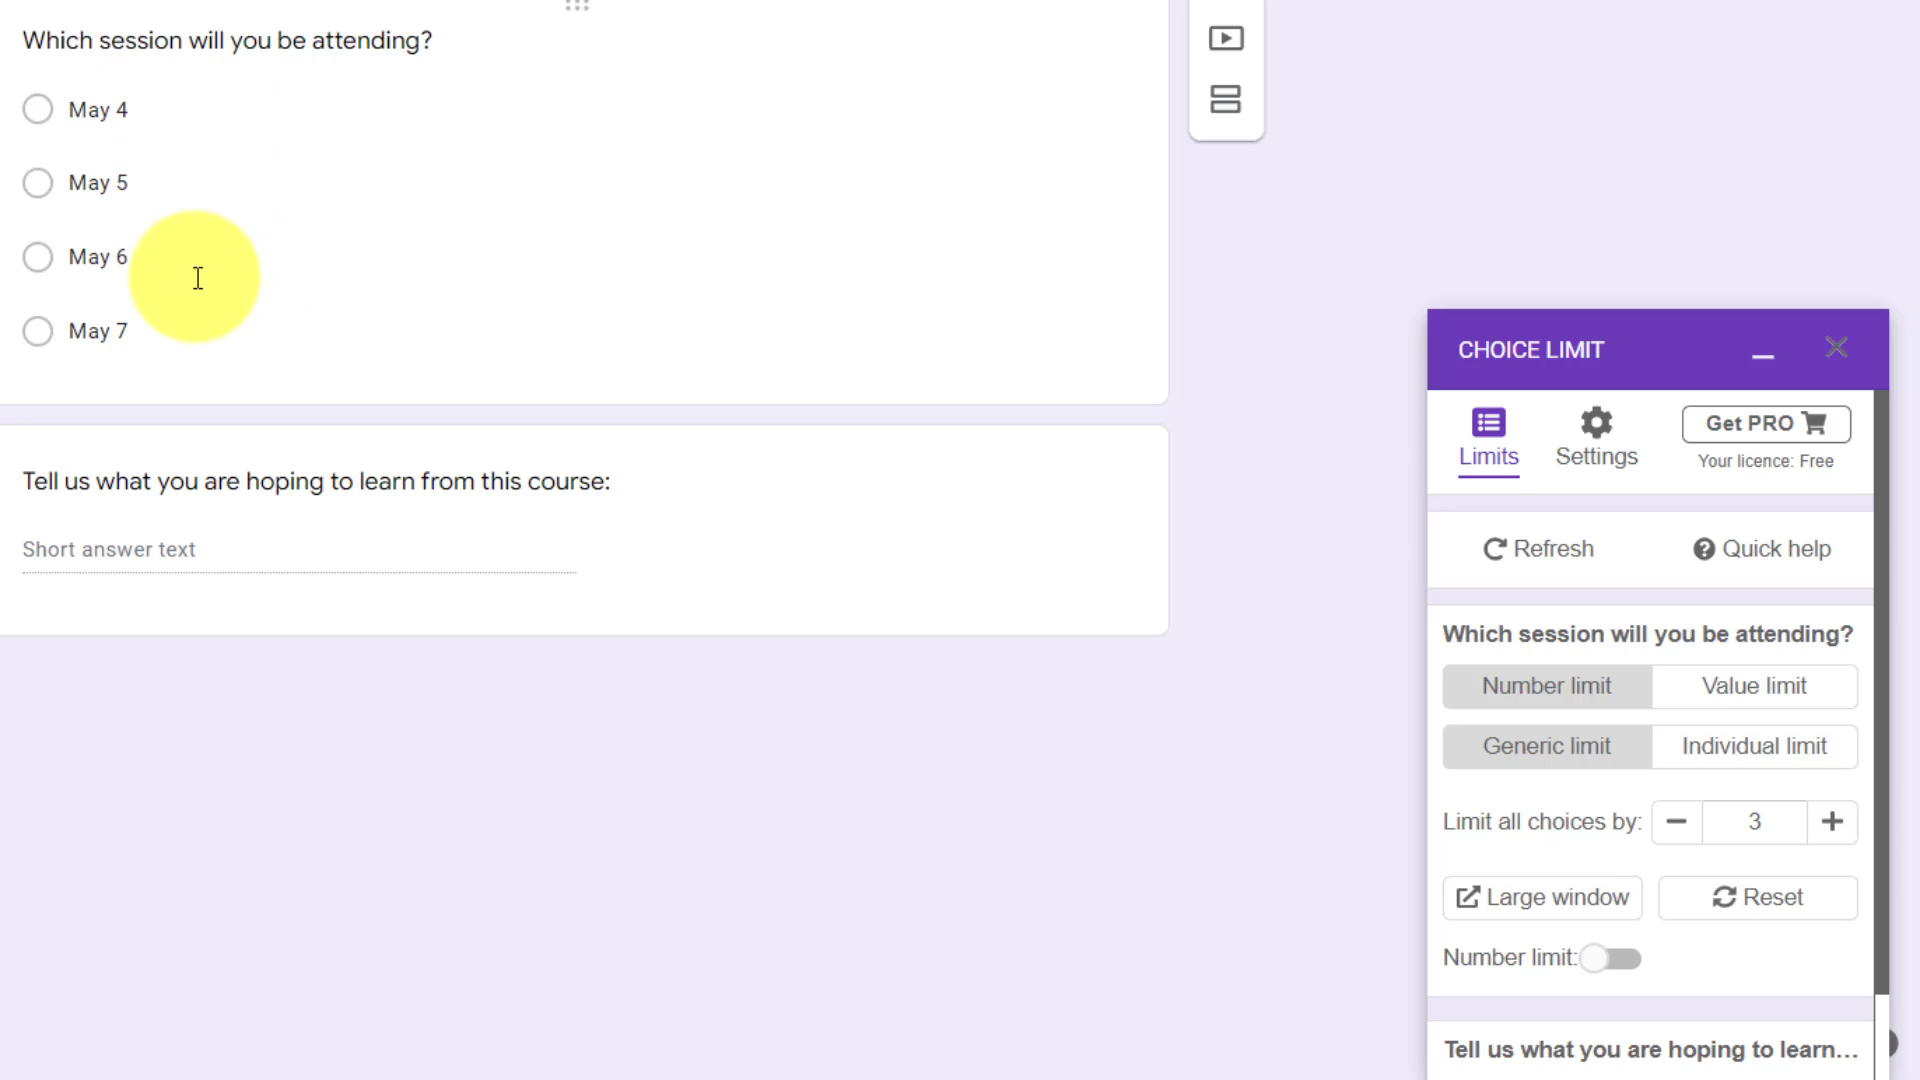 Which session will you be attending?
May 4
May 5
May 6
May 7
Tell us what you are hoping to learn from this course:
Short answer text
CHOICE LIMIT
Limits
Settings
Get PRO
Your licence: Free
Refresh
Quick help
Which session will you be attending?
Number limit
Value limit
Generic limit
Individual limit
Limit all choices by:
3
Large window
Reset
Number limit:
Tell us what you are hoping to learn...